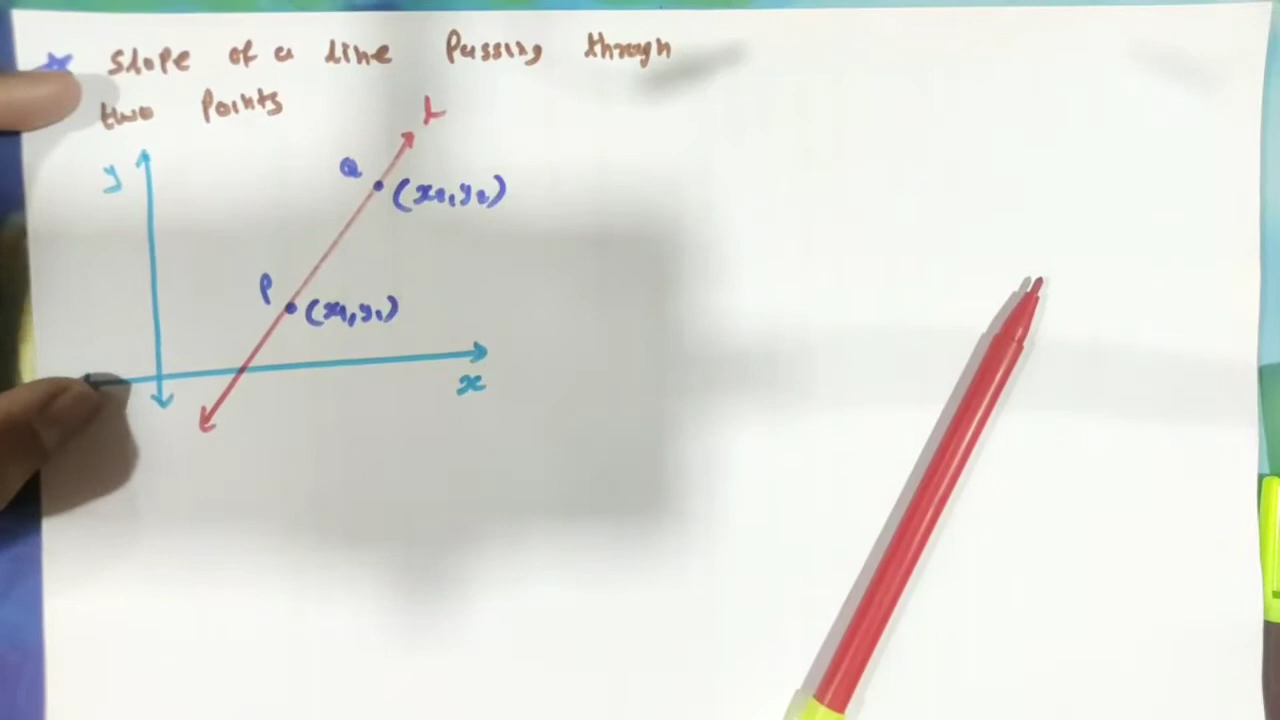 Slope of a line Passing through
two Points
L
y
Q
(x₂,y₂)
P
(x₁,y₁)
x